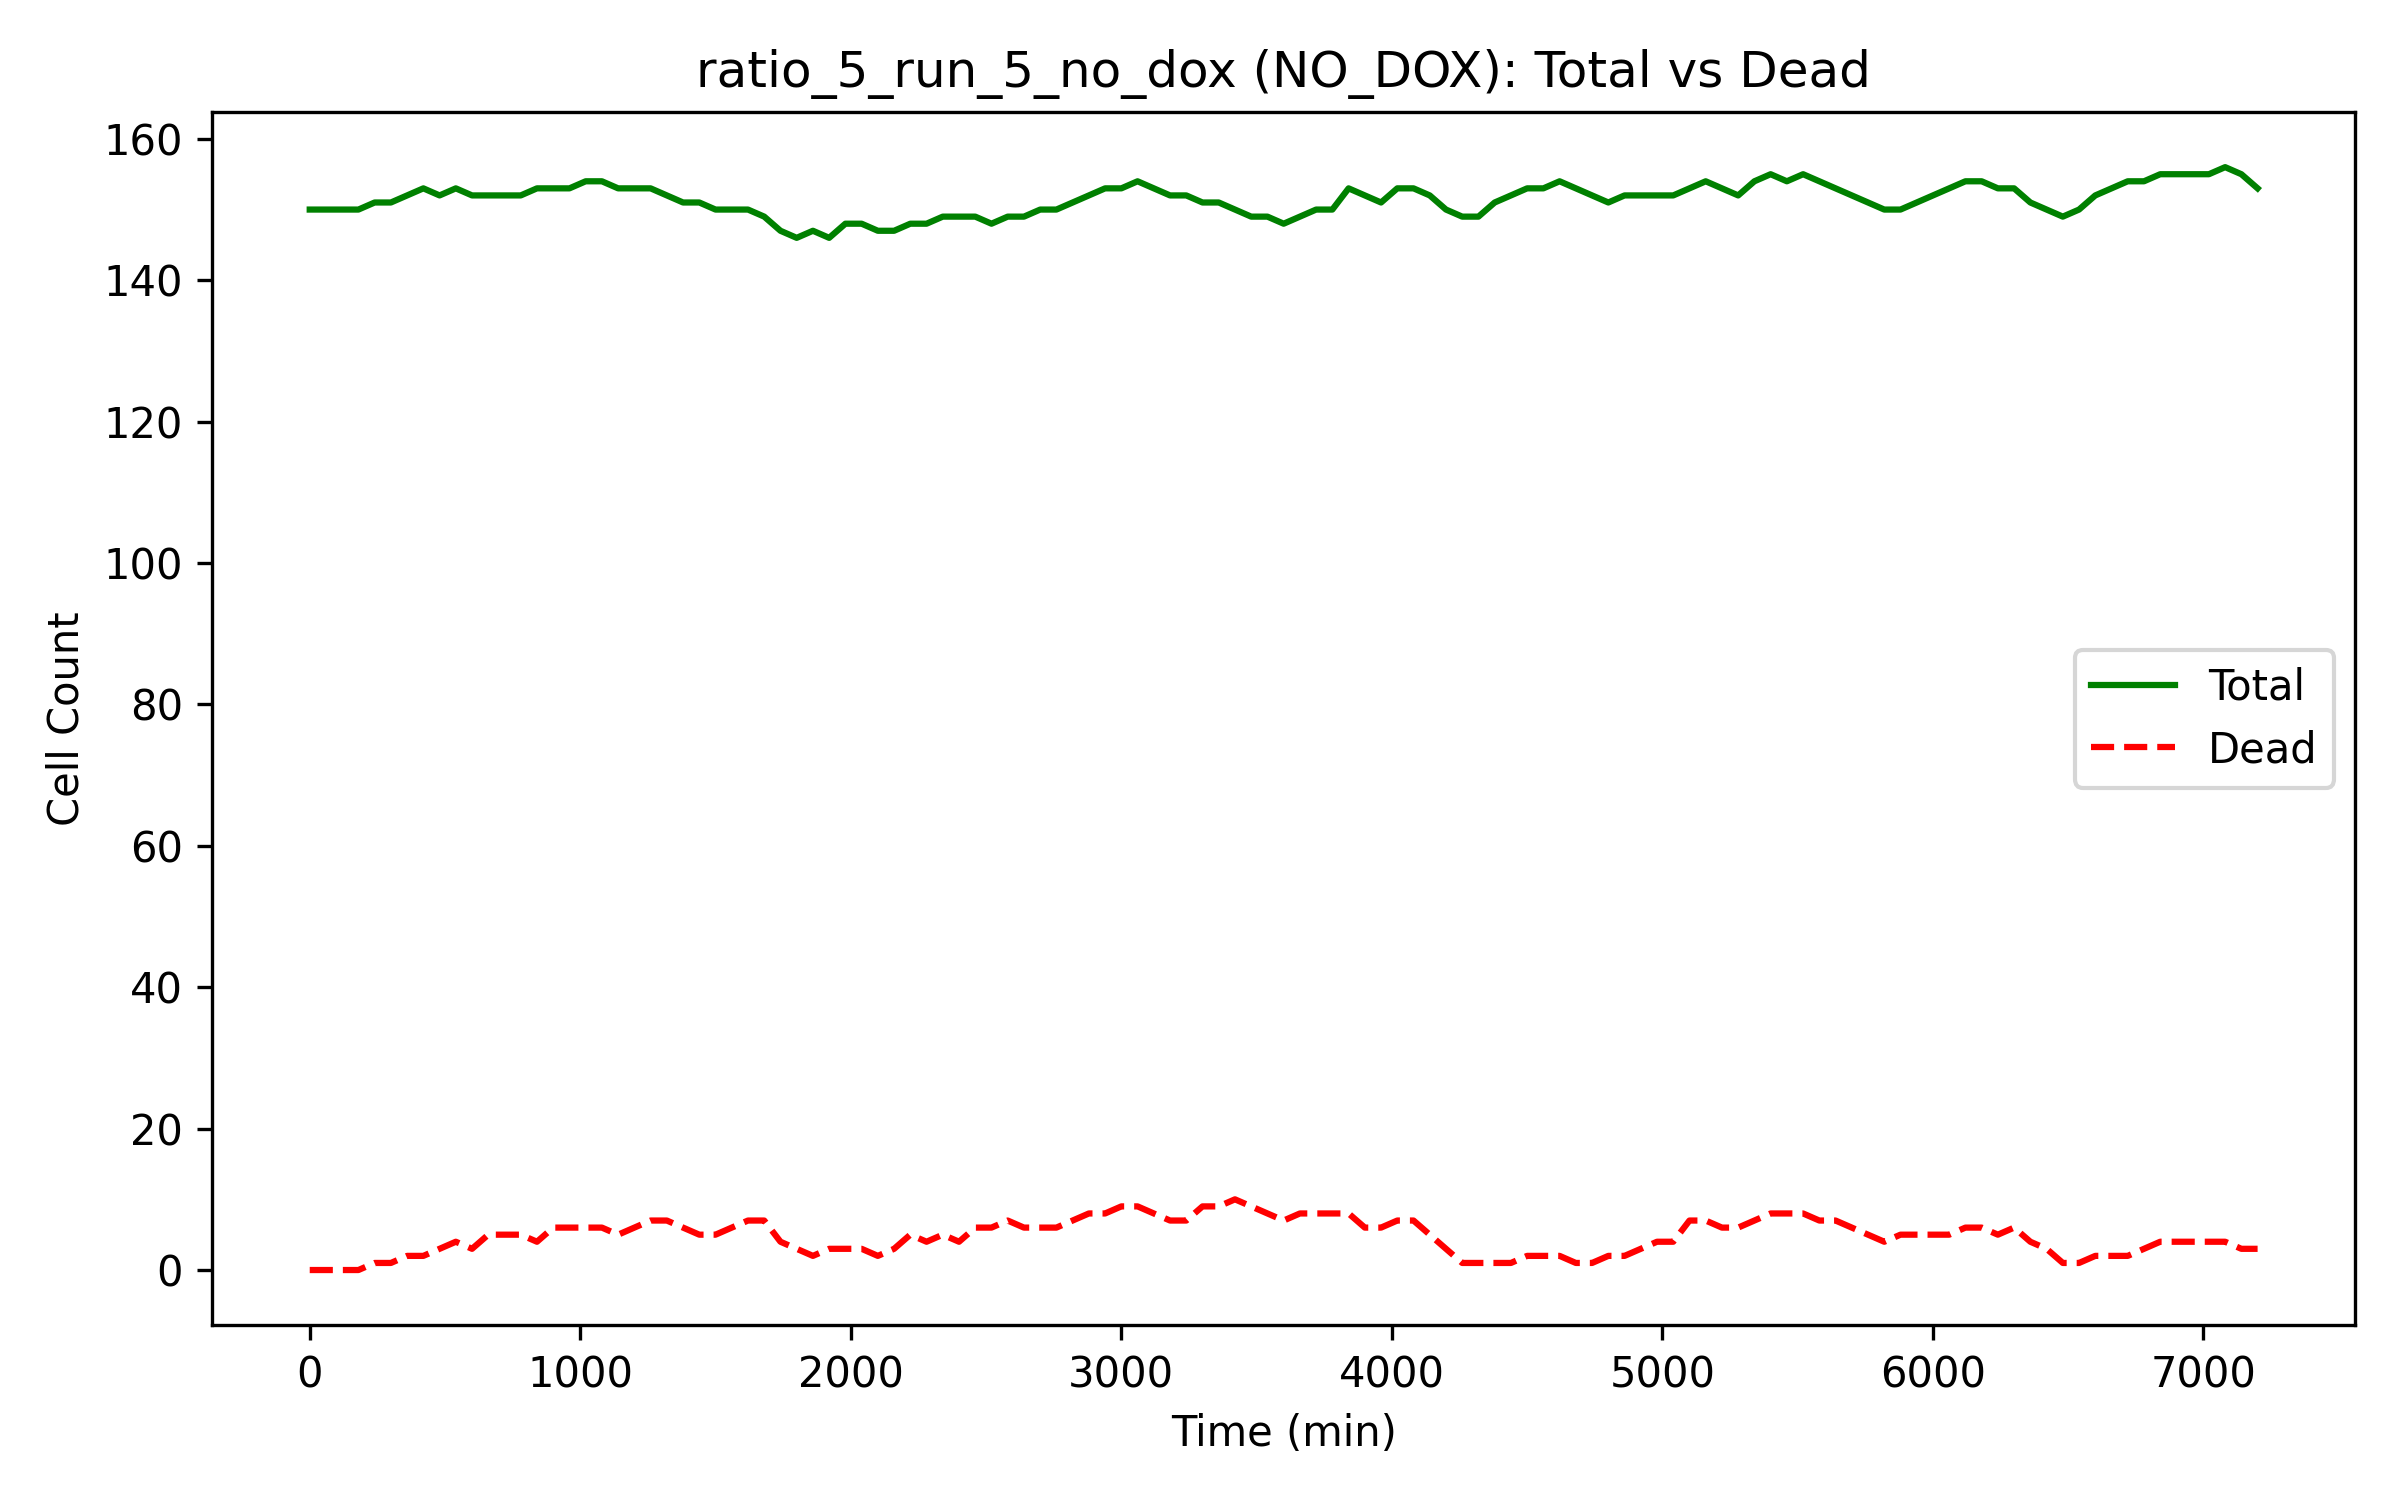 ratio_5_run_5_no_dox (NO_DOX): Total vs Dead
160
140
120
100
80
60
40
20
0
Cell Count
Total
Dead
0 1000 2000 3000 4000 5000 6000 7000
Time (min)